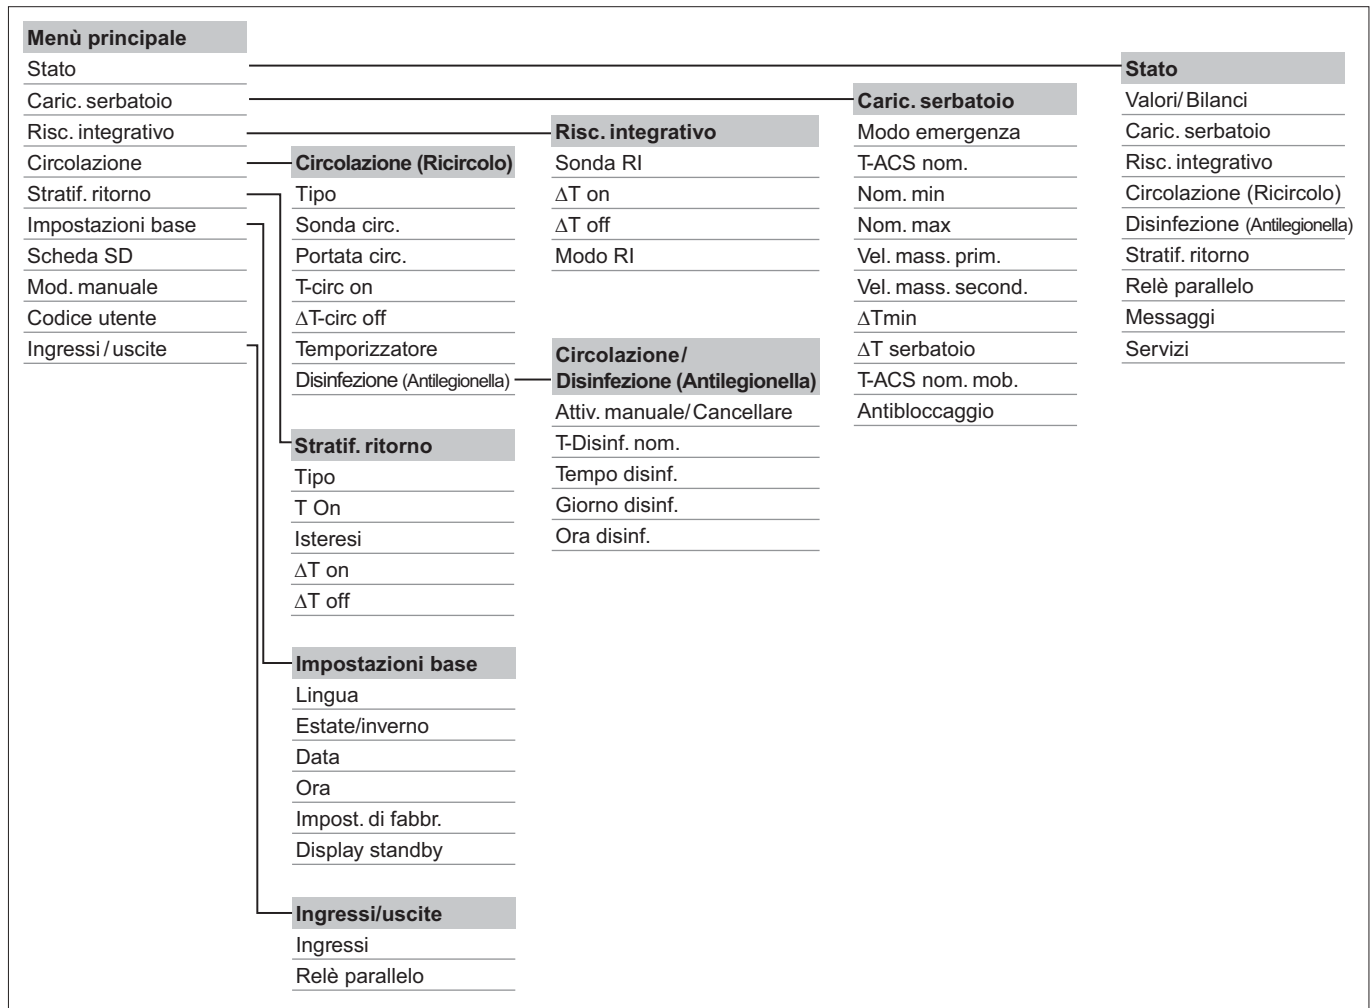 Menù principale
Stato
Caric. serbatoio
Risc. integrativo
Circolazione
Stratif. ritorno
Impostazioni base
Scheda SD
Mod. manuale
Codice utente
Ingressi / uscite
Circolazione (Ricircolo)
Tipo
Sonda circ.
Portata circ.
T-circ on
∆T-circ off
Temporizzatore
Disinfezione (Antilegionella)
Stratif. ritorno
Tipo
T On
Isteresi
∆T on
∆T off
Impostazioni base
Lingua
Estate/inverno
Data
Ora
Impost. di fabbr.
Display standby
Ingressi/uscite
Ingressi
Relè parallelo
Risc. integrativo
Sonda RI
∆T on
∆T off
Modo RI
Circolazione/
Disinfezione (Antilegionella)
Attiv. manuale/Cancellare
T-Disinf. nom.
Tempo disinf.
Giorno disinf.
Ora disinf.
Caric. serbatoio
Modo emergenza
T-ACS nom.
Nom. min
Nom. max
Vel. mass. prim.
Vel. mass. second.
∆Tmin
∆T serbatoio
T-ACS nom. mob.
Antibloccaggio
Stato
Valori/Bilanci
Caric. serbatoio
Risc. integrativo
Circolazione (Ricircolo)
Disinfezione (Antilegionella)
Stratif. ritorno
Relè parallelo
Messaggi
Servizi